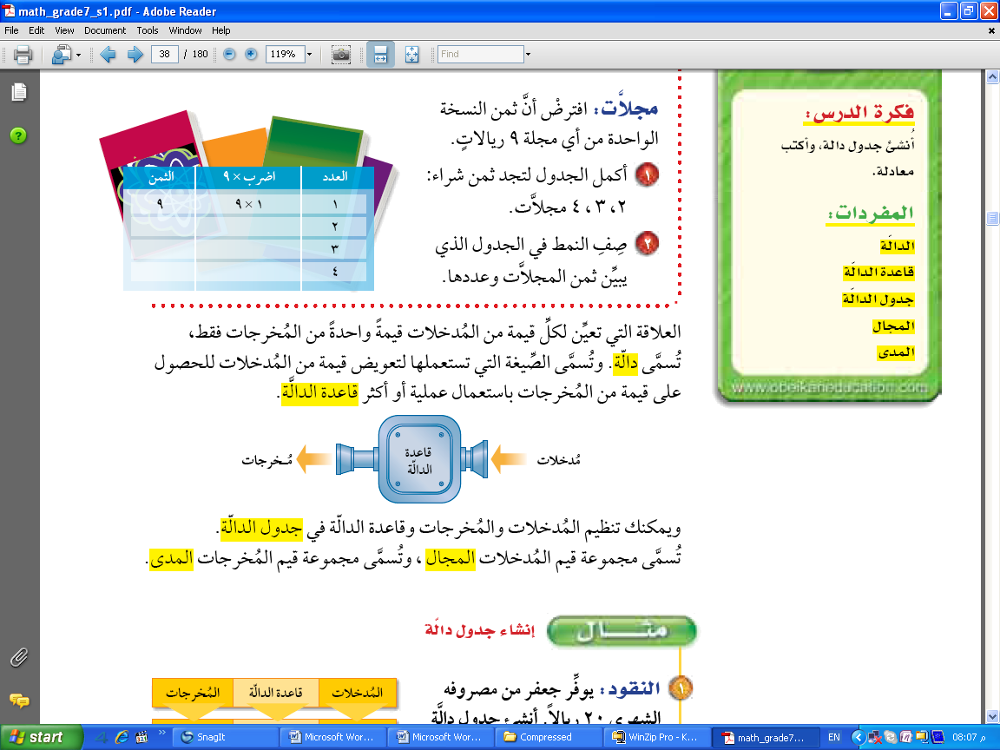 math_grade7_s1.pdf - Adobe Reader
File Edit View Document Tools Window Help
38 / 180 119% Find
فكرة الدرس:
أُنشئ جدول دالة، وأكتب
معادلة.
المفردات:
الدالّة
قاعدة الدالّة
جدول الدالّة
المجال
المدى
www.obeikaneducation.com
مجلاَّت: افترضْ أنَّ ثمن النسخة
الواحدة من أي مجلة ٩ ريالاتٍ.
١ أكمل الجدول لتجد ثمن شراء:
٢، ٣، ٤ مجلاَّت.
٢ صِفِ النمط في الجدول الذي
يبيِّن ثمن المجلاَّت وعددها.
العدد اضرب × ٩ الثمن
١ ١ × ٩ ٩
٢
٣
٤
العلاقة التي تعيِّن لكلِّ قيمة من المُدخلات قيمةً واحدةً من المُخرجات فقط،
تُسمَّى دالّة. وتُسمَّى الصِّيغة التي تستعملها لتعويض قيمة من المُدخلات للحصول
على قيمة من المُخرجات باستعمال عملية أو أكثر قاعدة الدالَّة.
مُدخلات
قاعدة
الدالّة
مُـخرجات
ويمكنك تنظيم المُدخلات والمُخرجات وقاعدة الدالّة في جدول الدالّة.
تُسمَّى مجموعة قيم المُدخلات المجال، وتُسمَّى مجموعة قيم المُخرجات المدى.
مثـــال إنشاء جدول دالّة
١ النقود: يوفِّر جعفر من مصروفه
الشهري ٢٠ ريالاً. أنشئ جدول دالَّة
المُدخلات قاعدة الدالّة المُخرجات
start SnagIt Microsoft Wor... Microsoft Wor... Compressed WinZip Pro - K... math_grade7... EN 08:07 م